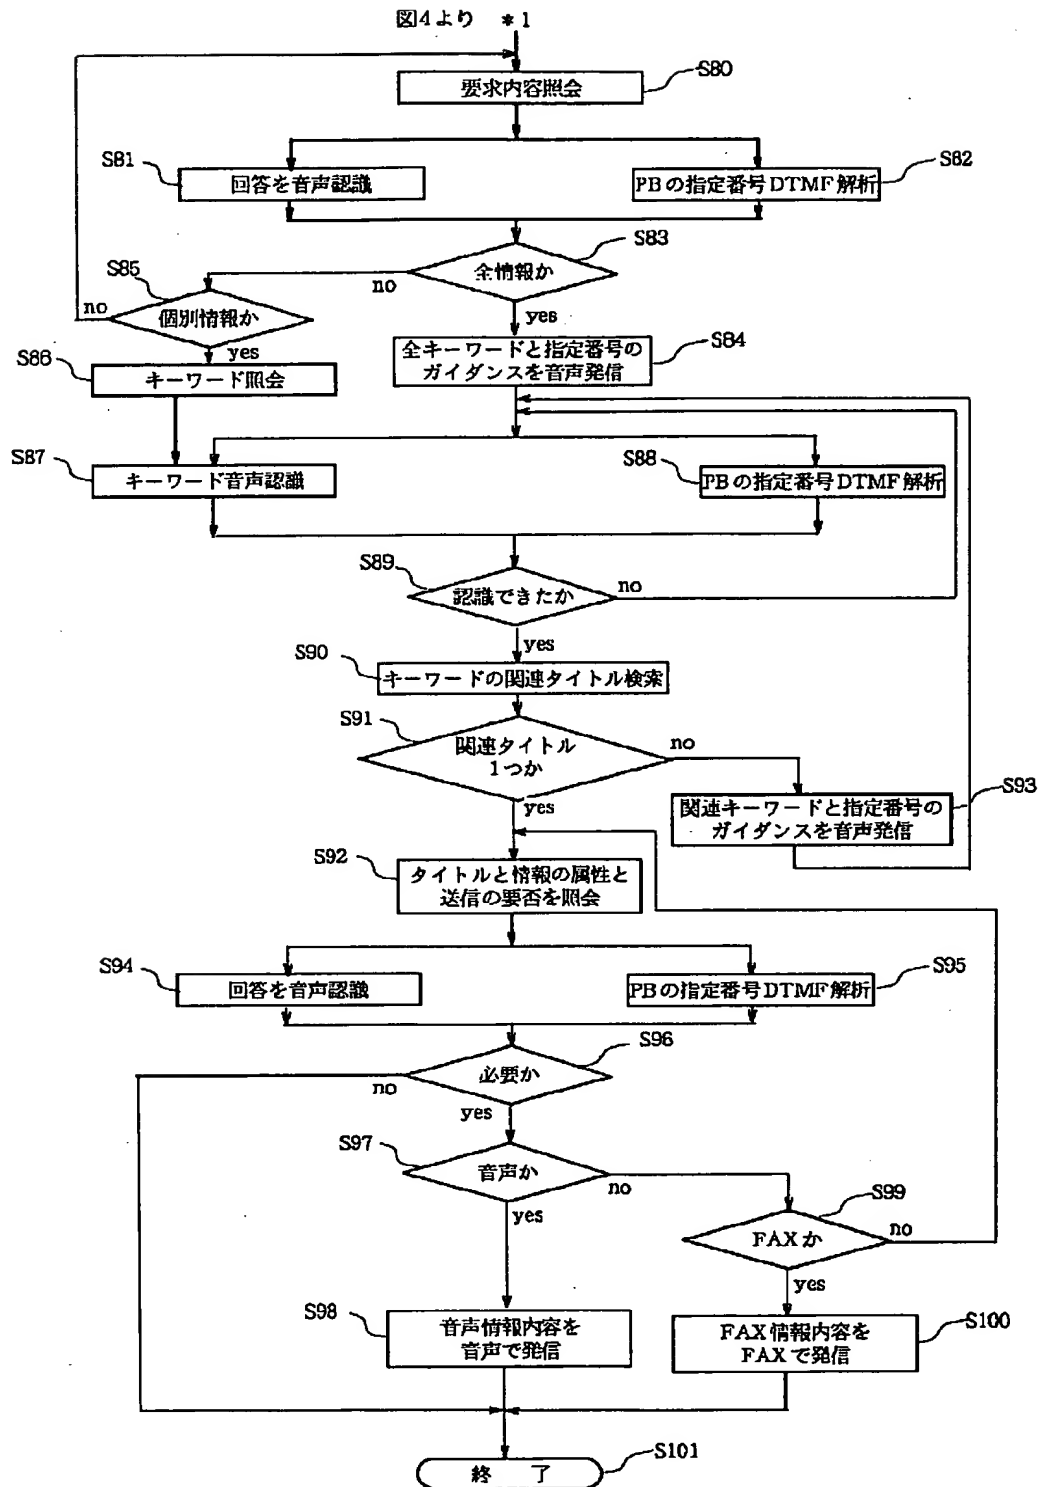 図4より *1
S80
要求内容照会
S81
回答を音声認識
S82
PBの指定番号DTMF解析
S83
全情報か
no
yes
S85
個別情報か
no
yes
S84
全キーワードと指定番号の
ガイダンスを音声発信
S86
キーワード照会
S87
キーワード音声認識
S88
PBの指定番号DTMF解析
S89
認識できたか
no
yes
S90
キーワードの関連タイトル検索
S91
関連タイトル
1つか
no
yes
S93
関連キーワードと指定番号の
ガイダンスを音声発信
S92
タイトルと情報の属性と
送信の要否を照会
S94
回答を音声認識
S95
PBの指定番号DTMF解析
S96
必要か
no
yes
S97
音声か
no
yes
S99
FAXか
no
yes
S98
音声情報内容を
音声で発信
S100
FAX情報内容を
FAXで発信
S101
終 了